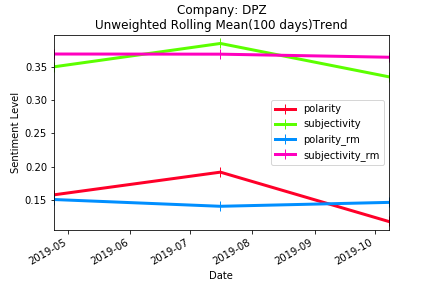 Company: DPZ
Unweighted Rolling Mean(100 days)Trend
Sentiment Level
0.35
0.30
0.25
0.20
0.15
polarity
subjectivity
polarity_rm
subjectivity_rm
2019-05
2019-06
2019-07
2019-08
2019-09
2019-10
Date